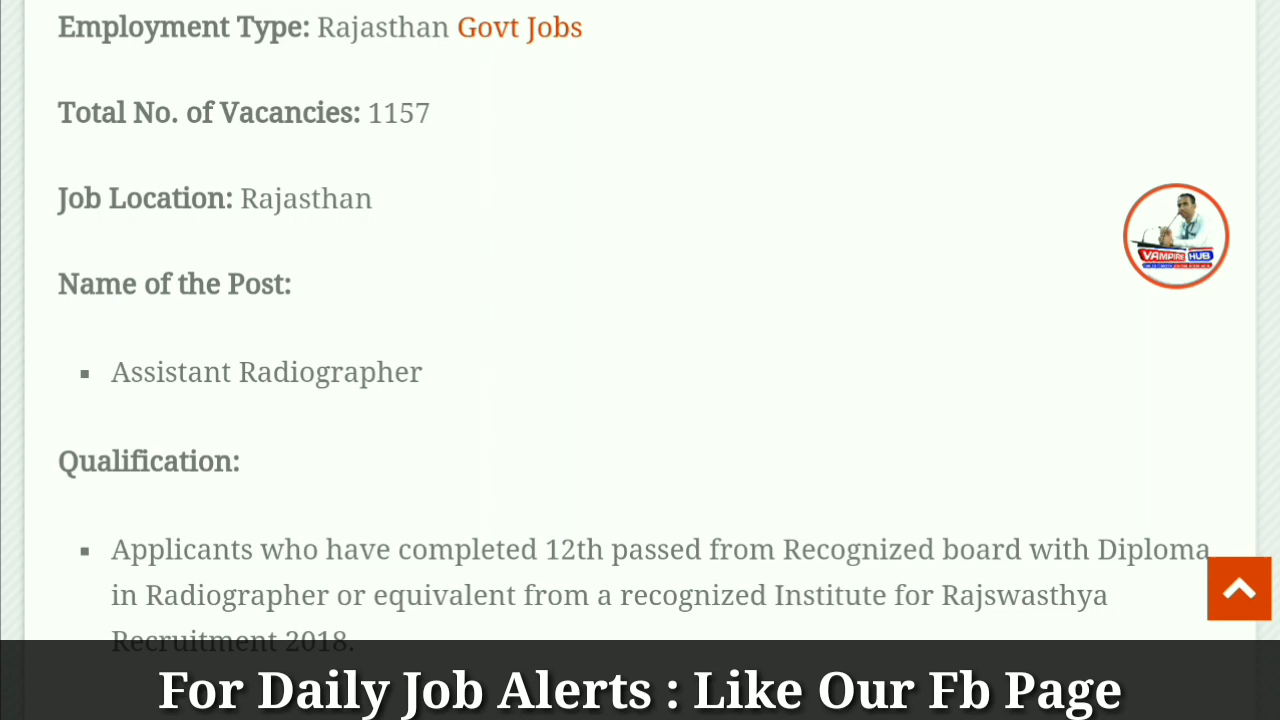 Employment Type: Rajasthan Govt Jobs
Total No. of Vacancies: 1157
Job Location: Rajasthan
Name of the Post:
VAMPIRE HUB
▪ Assistant Radiographer
Qualification:
▪ Applicants who have completed 12th passed from Recognized board with Diploma
in Radiographer or equivalent from a recognized Institute for Rajswasthya
Recruitment 2018.
For Daily Job Alerts : Like Our Fb Page